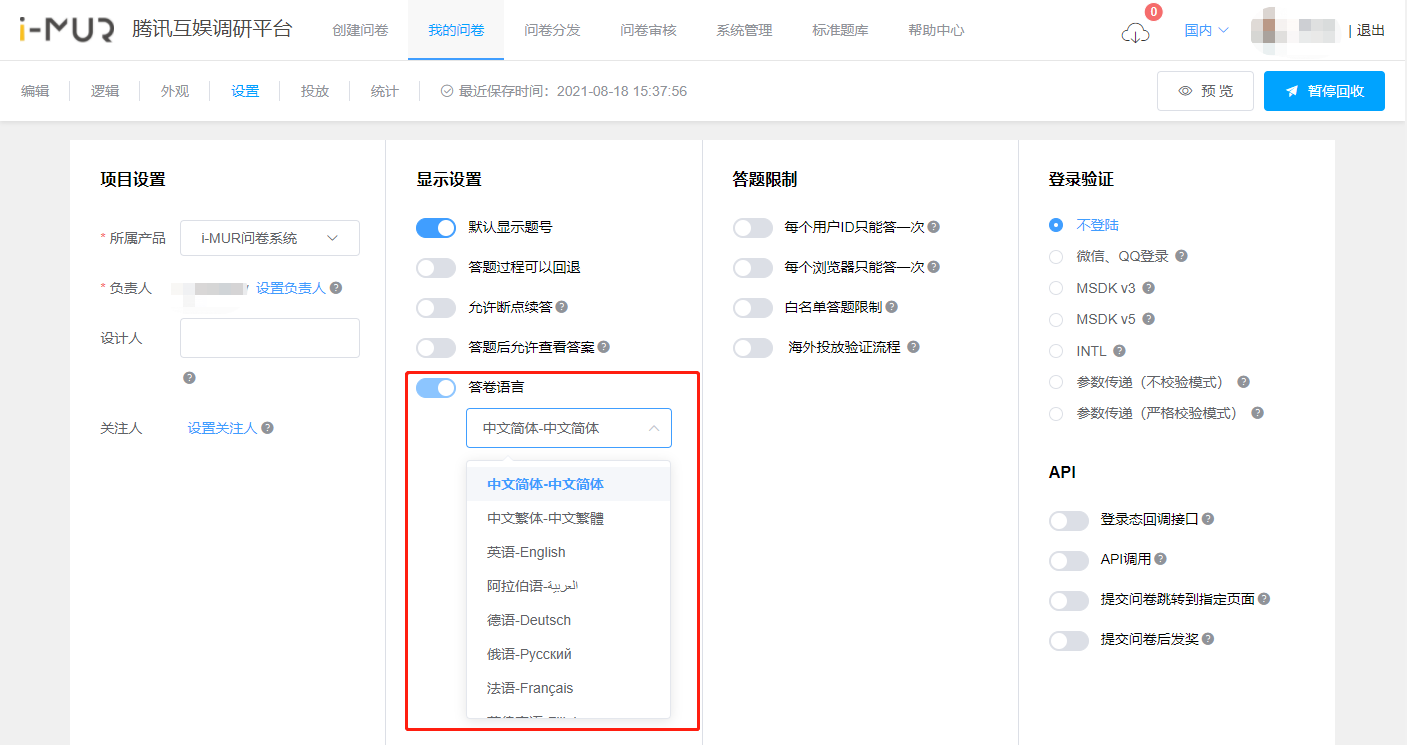 i-MUR 腾讯互娱调研平台 创建问卷 我的问卷 问卷分发 问卷审核 系统管理 标准题库 帮助中心 0 国内 | 退出
编辑 逻辑 外观 设置 投放 统计 最近保存时间：2021-08-18 15:37:56 预 览 暂停回收
项目设置
* 所属产品 i-MUR问卷系统
* 负责人 设置负责人 ?
设计人
?
关注人 设置关注人 ?
显示设置
默认显示题号
答题过程可以回退
允许断点续答 ?
答题后允许查看答案 ?
答卷语言
中文简体-中文简体
中文简体-中文简体
中文繁体-中文繁體
英语-English
阿拉伯语-العربية
德语-Deutsch
俄语-Русский
法语-Français
答题限制
每个用户ID只能答一次 ?
每个浏览器只能答一次 ?
白名单答题限制 ?
海外投放验证流程 ?
登录验证
不登陆
微信、QQ登录 ?
MSDK v3 ?
MSDK v5 ?
INTL ?
参数传递（不校验模式） ?
参数传递（严格校验模式） ?
API
登录态回调接口 ?
API调用 ?
提交问卷跳转到指定页面 ?
提交问卷后发奖 ?